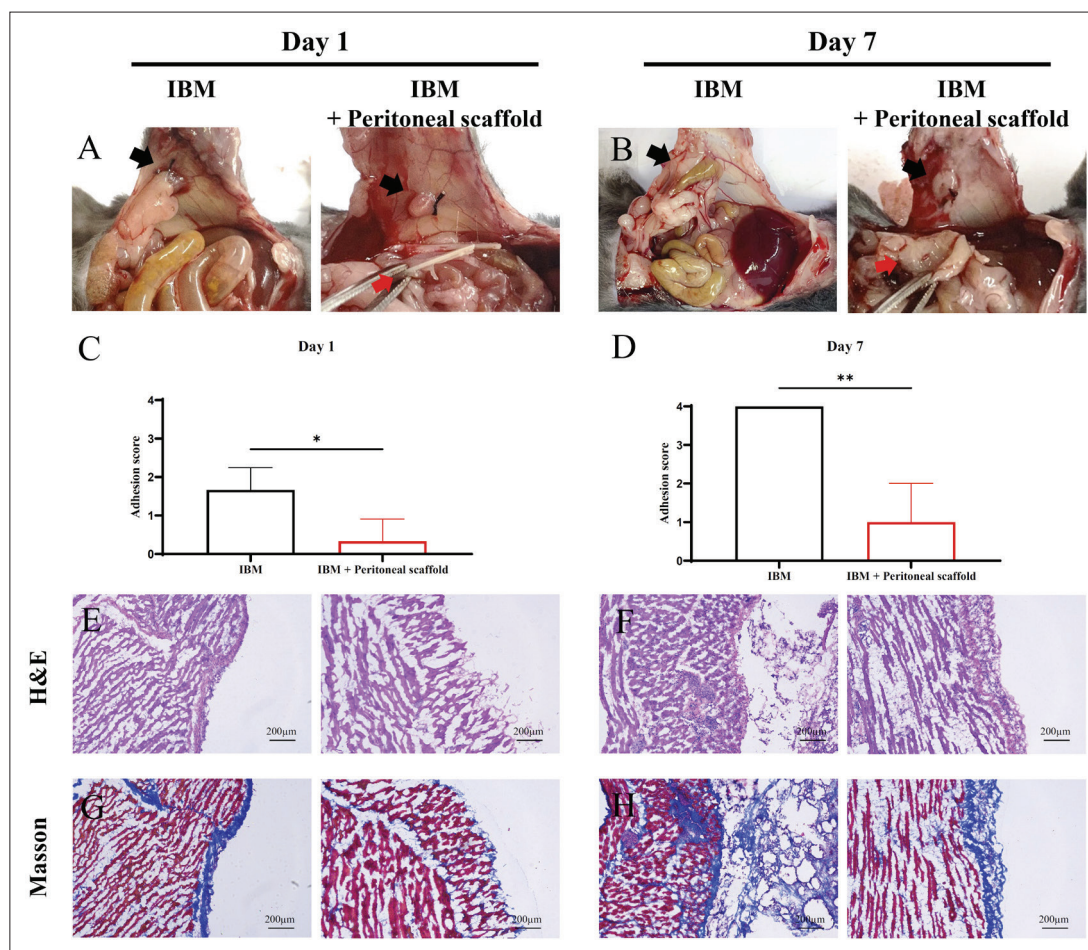 Day 1
Day 7
IBM
IBM
+ Peritoneal scaffold
IBM
IBM
+ Peritoneal scaffold
A
B
C
Day 1
Adhesion score
4
3
2
1
0
*
IBM
IBM + Peritoneal scaffold
D
Day 7
Adhesion score
4
3
2
1
0
**
IBM
IBM + Peritoneal scaffold
H&E
E
200μm
200μm
F
200μm
200μm
Masson
G
200μm
200μm
H
200μm
200μm